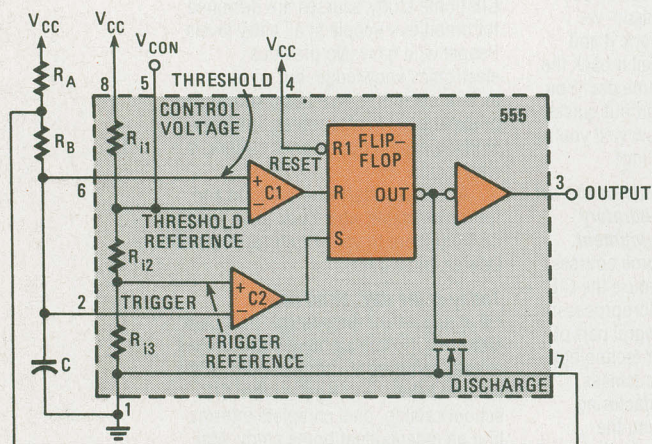 VCC
VCC
VCON
VCC
RA
8
5
THRESHOLD
4
555
CONTROL
VOLTAGE
RB
Ri1
R1
FLIP-
FLOP
RESET
6
+
C1
−
R
OUT
3
OUTPUT
THRESHOLD
REFERENCE
S
Ri2
+
C2
−
2
TRIGGER
TRIGGER
REFERENCE
Ri3
C
7
DISCHARGE
1